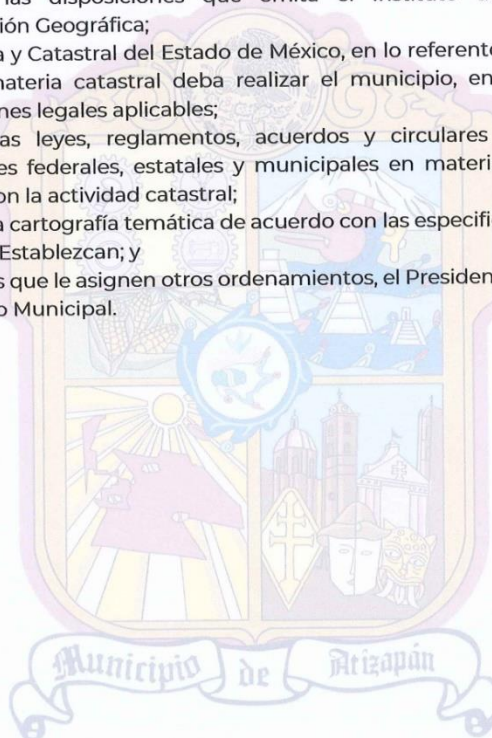 ción Geográfica;
a y Catastral del Estado de México, en lo referente
materia catastral deba realizar el municipio, en
nes legales aplicables;
as leyes, reglamentos, acuerdos y circulares
es federales, estatales y municipales en materi
on la actividad catastral;
a cartografía temática de acuerdo con las especifi
Establezcan; y
s que le asignen otros ordenamientos, el Presiden
o Municipal.
Municipio de Atizapán